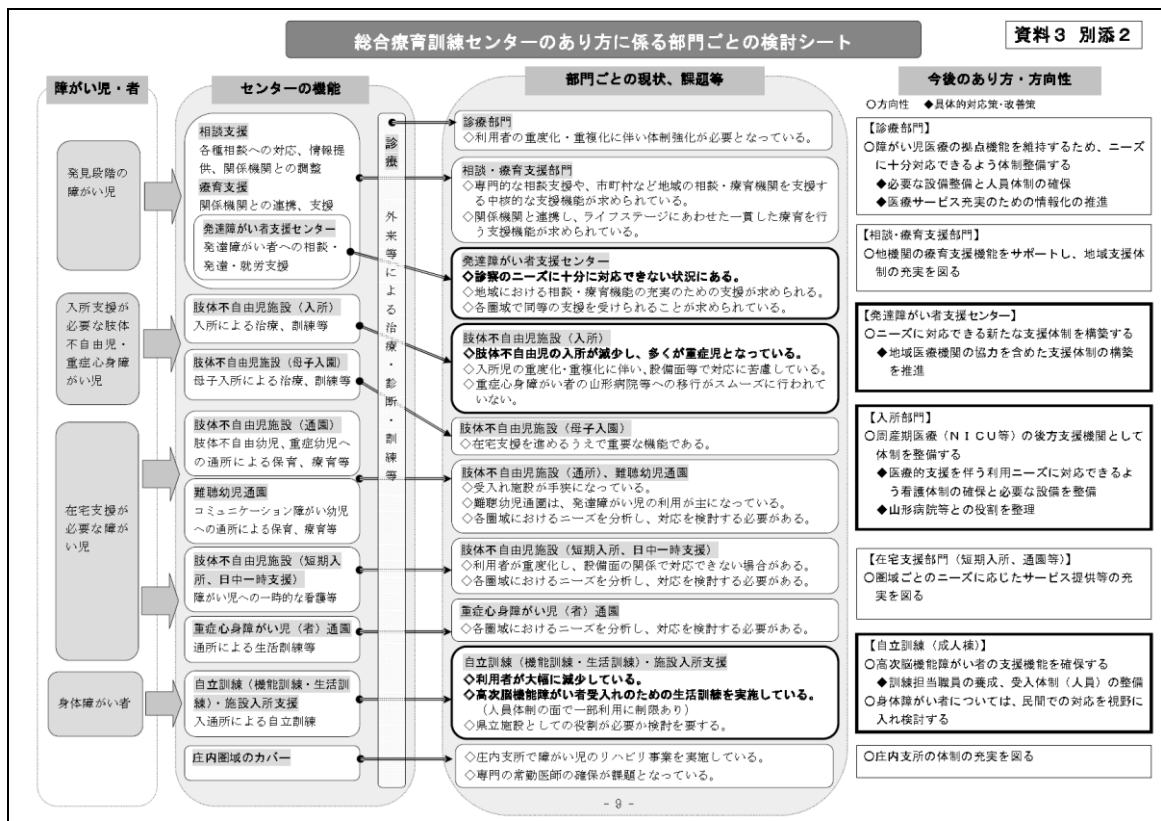 総合療育訓練センターのあり方に係る部門ごとの検討シート
資料3 別添2
障がい児・者
発見段階の
障がい児
入所支援が
必要な肢体
不自由児・
重症心身障
がい児
在宅支援が
必要な障が
い児
身体障がい者
センターの機能
相談支援
各種相談への対応、情報提
供、関係機関との調整
療育支援
関係機関との連携、支援
発達障がい者支援センター
発達障がい者への相談・
発達・就労支援
肢体不自由児施設（入所）
入所による治療、訓練等
肢体不自由児施設（母子入園）
母子入所による治療、訓練等
肢体不自由児施設（通園）
肢体不自由幼児、重症幼児へ
の通所による保育、療育等
難聴幼児通園
コミュニケーション障がい幼児
への通所による保育、療育等
肢体不自由児施設（短期入
所、日中一時支援）
障がい児への一時的な看護等
重症心身障がい児（者）通園
通所による生活訓練等
自立訓練（機能訓練・生活訓
練）・施設入所支援
入通所による自立訓練
庄内圏域のカバー
診療 外来等による治療・診断・訓練等
部門ごとの現状、課題等
診療部門
◇利用者の重度化・重複化に伴い体制強化が必要となっている。
相談・療育支援部門
◇専門的な相談支援や、市町村など地域の相談・療育機関を支援す
る中核的な支援機能が求められている。
◇関係機関と連携し、ライフステージにあわせた一貫した療育を行
う支援機能が求められている。
発達障がい者支援センター
◇診察のニーズに十分に対応できない状況にある。
◇地域における相談・療育機能の充実のための支援が求められる。
◇各圏域で同等の支援を受けられることが求められている。
肢体不自由児施設（入所）
◇肢体不自由児の入所が減少し、多くが重症児となっている。
◇入所児の重度化・重複化に伴い、設備面等で対応に苦慮している。
◇重症心身障がい者の山形病院等への移行がスムーズに行われて
いない。
肢体不自由児施設（母子入園）
◇在宅支援を進めるうえで重要な機能である。
肢体不自由児施設（通所）、難聴幼児通園
◇受入れ施設が手狭になっている。
◇難聴幼児通園は、発達障がい児の利用が主になっている。
◇各圏域におけるニーズを分析し、対応を検討する必要がある。
肢体不自由児施設（短期入所、日中一時支援）
◇利用者が重度化し、設備面の関係で対応できない場合がある。
◇各圏域におけるニーズを分析し、対応を検討する必要がある。
重症心身障がい児（者）通園
◇各圏域におけるニーズを分析し、対応を検討する必要がある。
自立訓練（機能訓練・生活訓練）・施設入所支援
◇利用者が大幅に減少している。
◇高次脳機能障がい者受入れのための生活訓練を実施している。
（人員体制の面で一部利用に制限あり）
◇県立施設としての役割が必要か検討を要する。
◇庄内支所で障がい児のリハビリ事業を実施している。
◇専門の常勤医師の確保が課題となっている。
今後のあり方・方向性
○方向性 ◆具体的対応策・改善策
【診療部門】
○障がい児医療の拠点機能を維持するため、ニーズ
に十分対応できるよう体制整備する
◆必要な設備整備と人員体制の確保
◆医療サービス充実のための情報化の推進
【相談・療育支援部門】
○他機関の療育支援機能をサポートし、地域支援体
制の充実を図る
【発達障がい者支援センター】
○ニーズに対応できる新たな支援体制を構築する
◆地域医療機関の協力を含めた支援体制の構築
を推進
【入所部門】
○周産期医療（NICU等）の後方支援機関として
体制を整備する
◆医療的支援を伴う利用ニーズに対応できるよ
う看護体制の確保と必要な設備を整備
◆山形病院等との役割を整理
【在宅支援部門（短期入所、通園等）】
○圏域ごとのニーズに応じたサービス提供等の充
実を図る
【自立訓練（成人棟）】
○高次脳機能障がい者の支援機能を確保する
◆訓練担当職員の養成、受入体制（人員）の整備
○身体障がい者については、民間での対応を視野に
入れ検討する
○庄内支所の体制の充実を図る
- 9 -